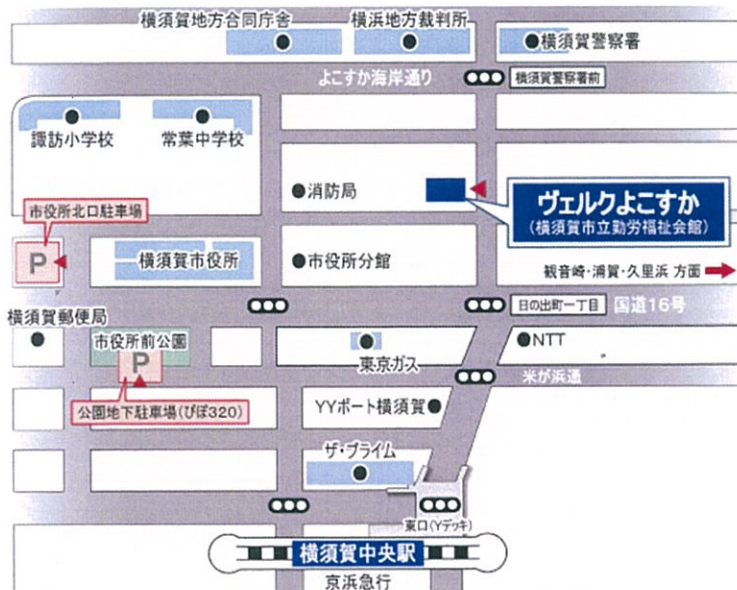 横須賀地方合同庁舎
横浜地方裁判所
横須賀警察署
よこすか海岸通り
横須賀警察署前
諏訪小学校
常葉中学校
消防局
市役所北口駐車場
ヴェルクよこすか
(横須賀市立勤労福祉会館)
P
横須賀市役所
市役所分館
観音崎・浦賀・久里浜 方面
日の出町一丁目
国道16号
横須賀郵便局
市役所前公園
P
東京ガス
NTT
米が浜通
公園地下駐車場(ぴぽ320)
YYポート横須賀
ザ・プライム
東口(Yデッキ)
横須賀中央駅
京浜急行